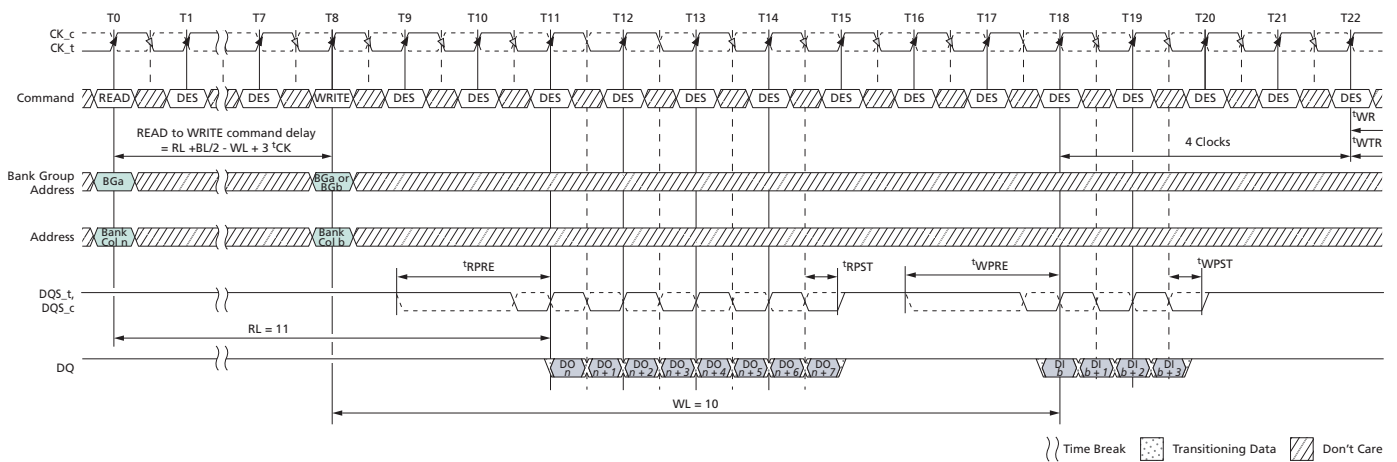 T0 T1 T7 T8 T9 T10 T11 T12 T13 T14 T15 T16 T17 T18 T19 T20 T21 T22
CK_c
CK_t
Command READ DES DES WRITE DES DES DES DES DES DES DES DES DES DES DES DES DES DES
tWR
READ to WRITE command delay
= RL +BL/2 - WL + 3 tCK
4 Clocks
tWTR
Bank Group
Address
BGa
BGa or
BGb
Address
Bank
Col n
Bank
Col b
tRPRE
tRPST
tWPRE
tWPST
DQS_t,
DQS_c
RL = 11
DQ
DO
n
DO
n + 1
DO
n + 2
DO
n + 3
DO
n + 4
DO
n + 5
DO
n + 6
DO
n + 7
DI
b
DI
b + 1
DI
b + 2
DI
b + 3
WL = 10
Time Break Transitioning Data Don't Care